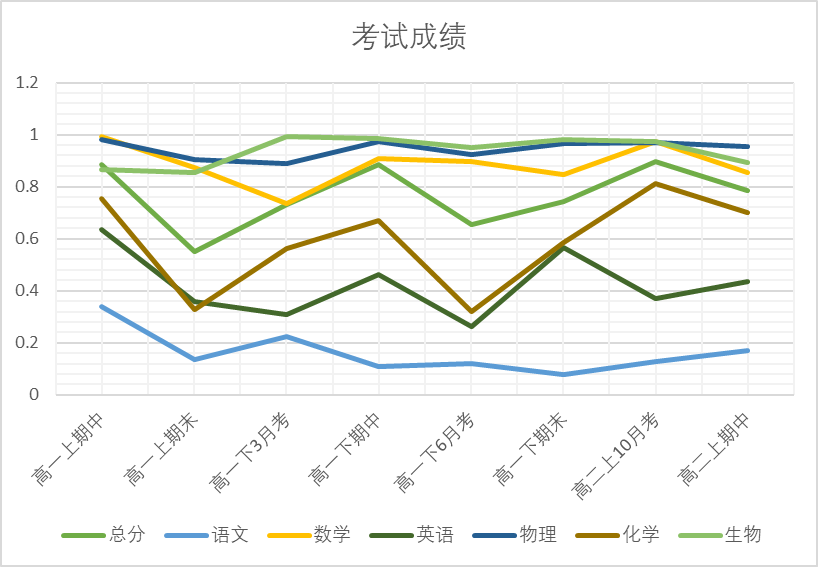 考试成绩
1.2
1
0.8
0.6
0.4
0.2
0
高一上期中
高一上期末
高一下3月考
高一下期中
高一下6月考
高一下期末
高二上10月考
高二上期中
总分 语文 数学 英语 物理 化学 生物